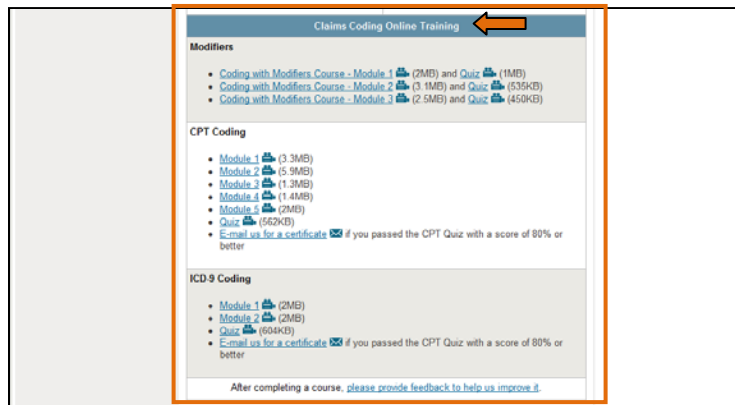 Claims Coding Online Training
Modifiers
Coding with Modifiers Course - Module 1 (2MB) and Quiz (1MB)
Coding with Modifiers Course - Module 2 (3.1MB) and Quiz (535KB)
Coding with Modifiers Course - Module 3 (2.5MB) and Quiz (450KB)
CPT Coding
Module 1 (3.3MB)
Module 2 (5.9MB)
Module 3 (1.3MB)
Module 4 (1.4MB)
Module 5 (2MB)
Quiz (562KB)
E-mail us for a certificate if you passed the CPT Quiz with a score of 80% or
better
ICD-9 Coding
Module 1 (2MB)
Module 2 (2MB)
Quiz (604KB)
E-mail us for a certificate if you passed the CPT Quiz with a score of 80% or
better
After completing a course, please provide feedback to help us improve it.